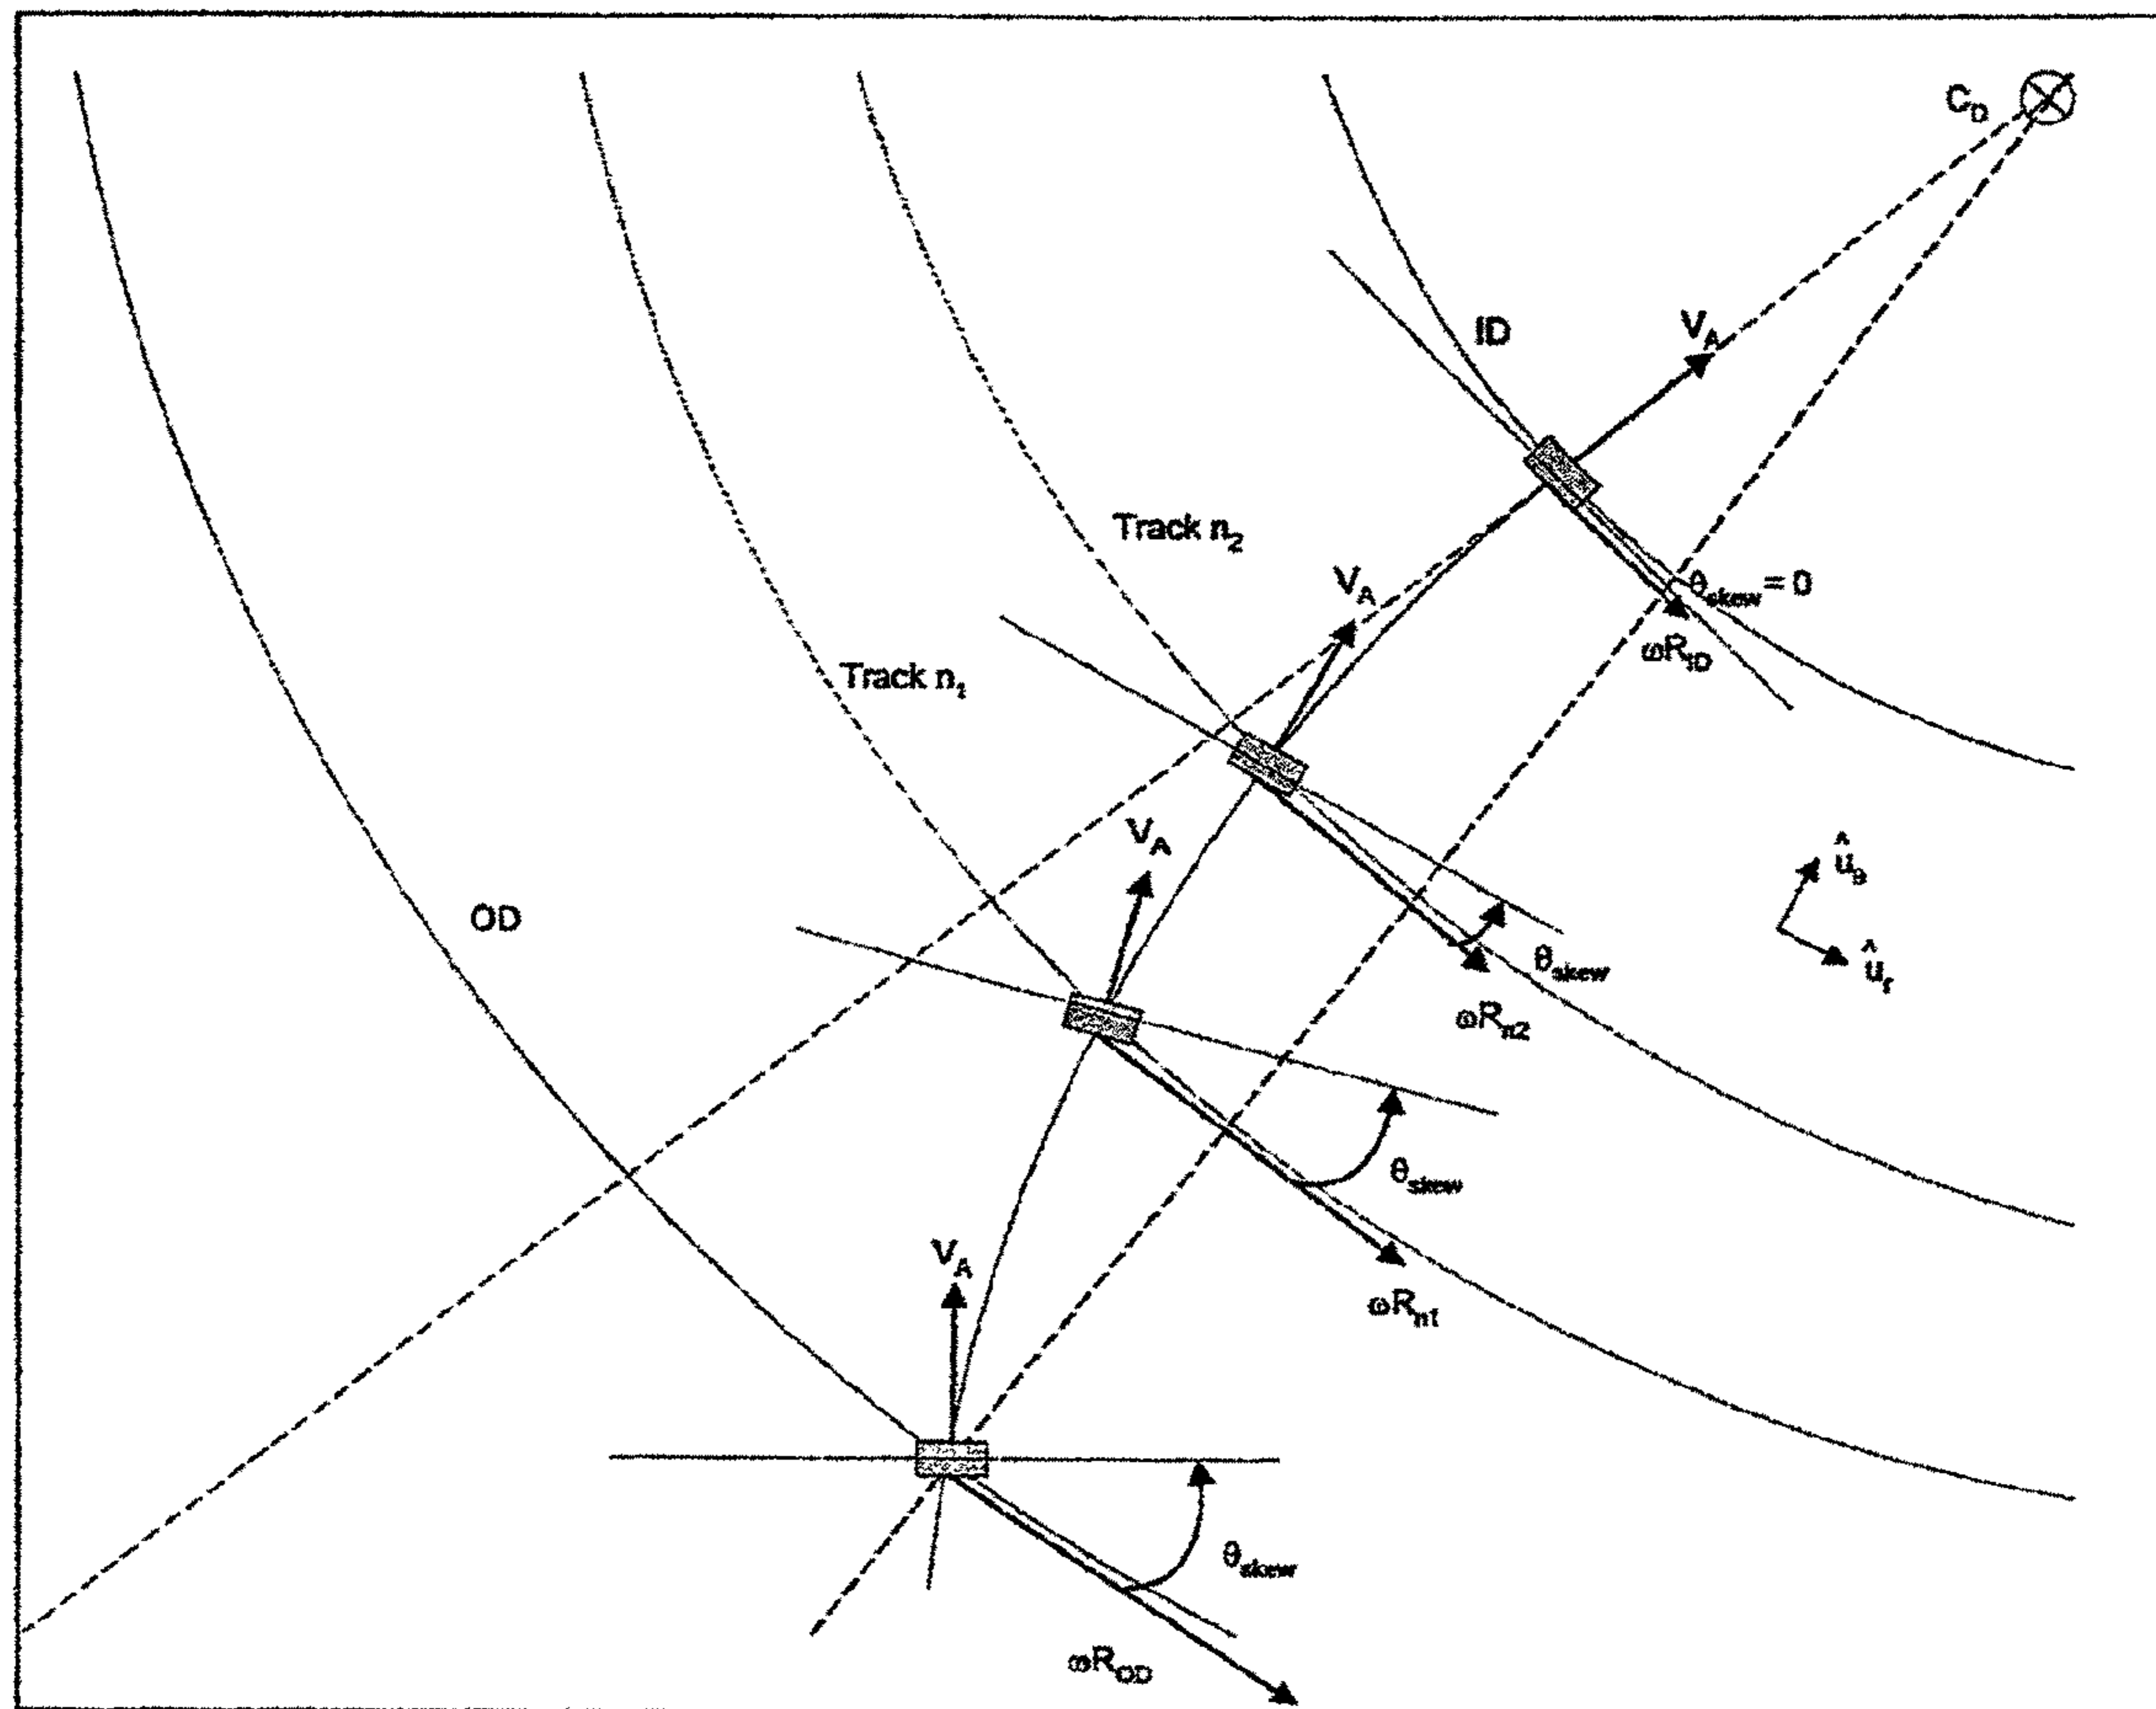 C_D
V_A
ID
Track n_2
θ_skew = 0
V_A
ωR_ID
Track n_1
V_A
û_θ
OD
θ_skew
û_r
ωR_n2
θ_skew
V_A
ωR_n1
θ_skew
ωR_OD